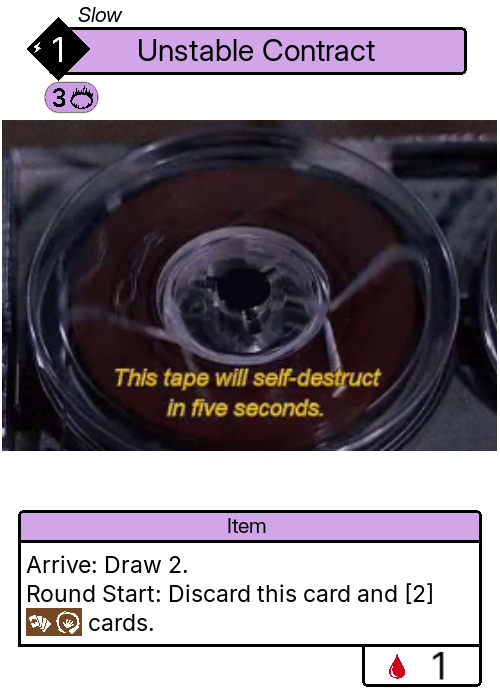 Slow
1
Unstable Contract
3
This tape will self-destruct
in five seconds.
Item
Arrive: Draw 2.
Round Start: Discard this card and [2]
cards.
1